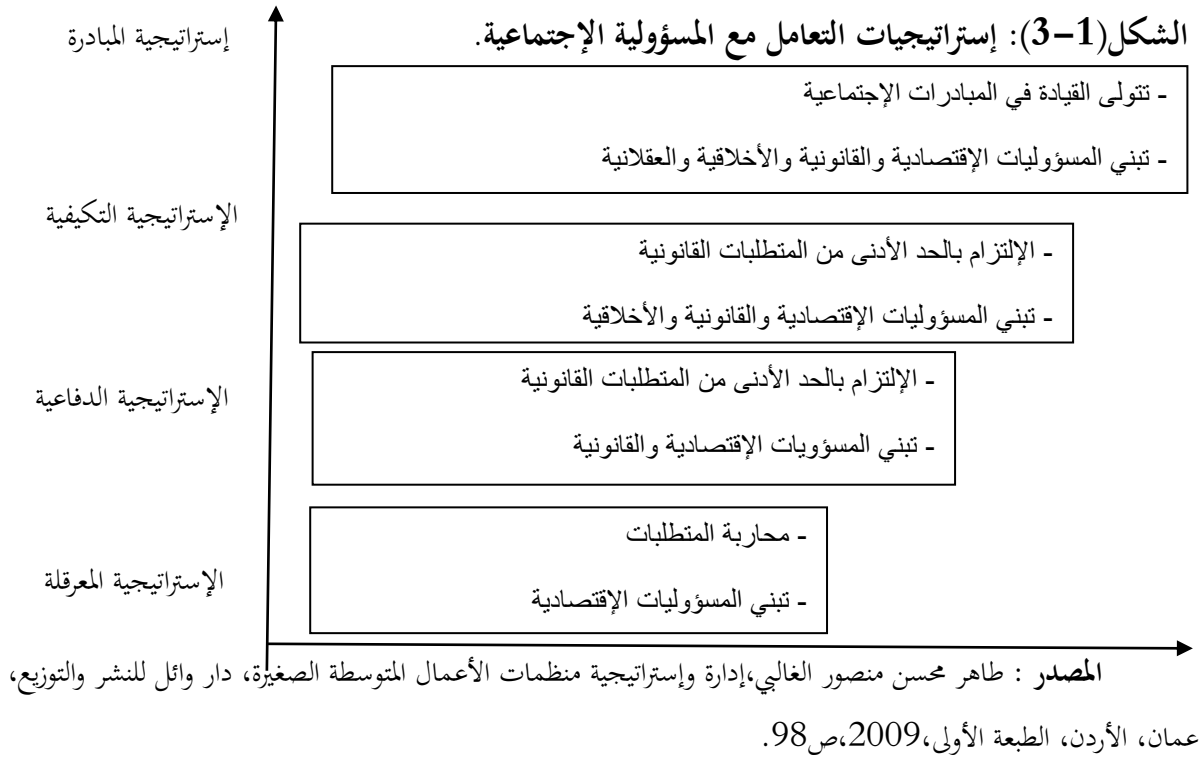 الشكل(1–3): إستراتيجيات التعامل مع المسؤولية الإجتماعية.
إستراتيجية المبادرة
- تتولى القيادة في المبادرات الإجتماعية
- تبني المسؤوليات الإقتصادية والقانونية والأخلاقية والعقلانية
الإستراتيجية التكيفية
- الإلتزام بالحد الأدنى من المتطلبات القانونية
- تبني المسؤوليات الإقتصادية والقانونية والأخلاقية
الإستراتيجية الدفاعية
- الإلتزام بالحد الأدنى من المتطلبات القانونية
- تبني المسؤويات الإقتصادية والقانونية
الإستراتيجية المعرقلة
- محاربة المتطلبات
- تبني المسؤوليات الإقتصادية
المصدر : طاهر محسن منصور الغالبي،إدارة وإستراتيجية منظمات الأعمال المتوسطة الصغيرة، دار وائل للنشر والتوزيع،
عمان، الأردن، الطبعة الأولى،2009،ص98.